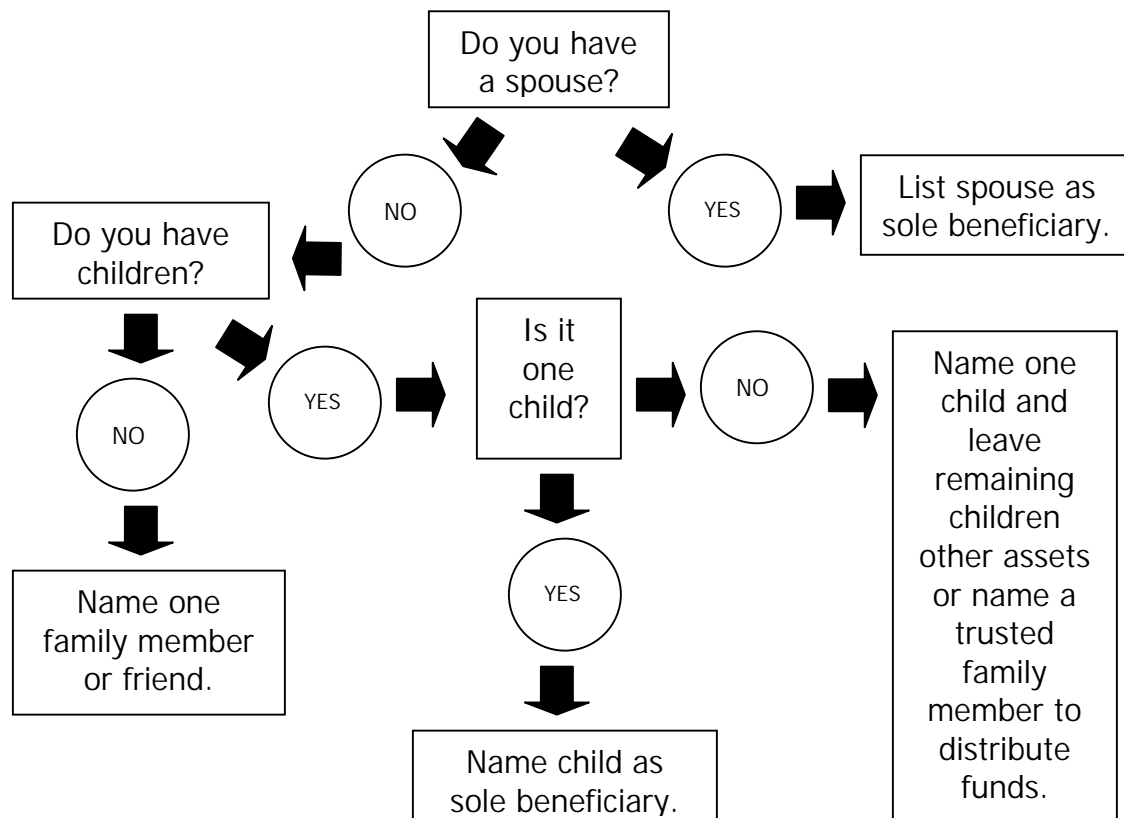 Do you have
a spouse?
NO
YES
List spouse as
sole beneficiary.
Do you have
children?
NO
YES
Is it
one
child?
NO
YES
Name one
child and
leave
remaining
children
other assets
or name a
trusted
family
member to
distribute
funds.
Name one
family member
or friend.
Name child as
sole beneficiary.